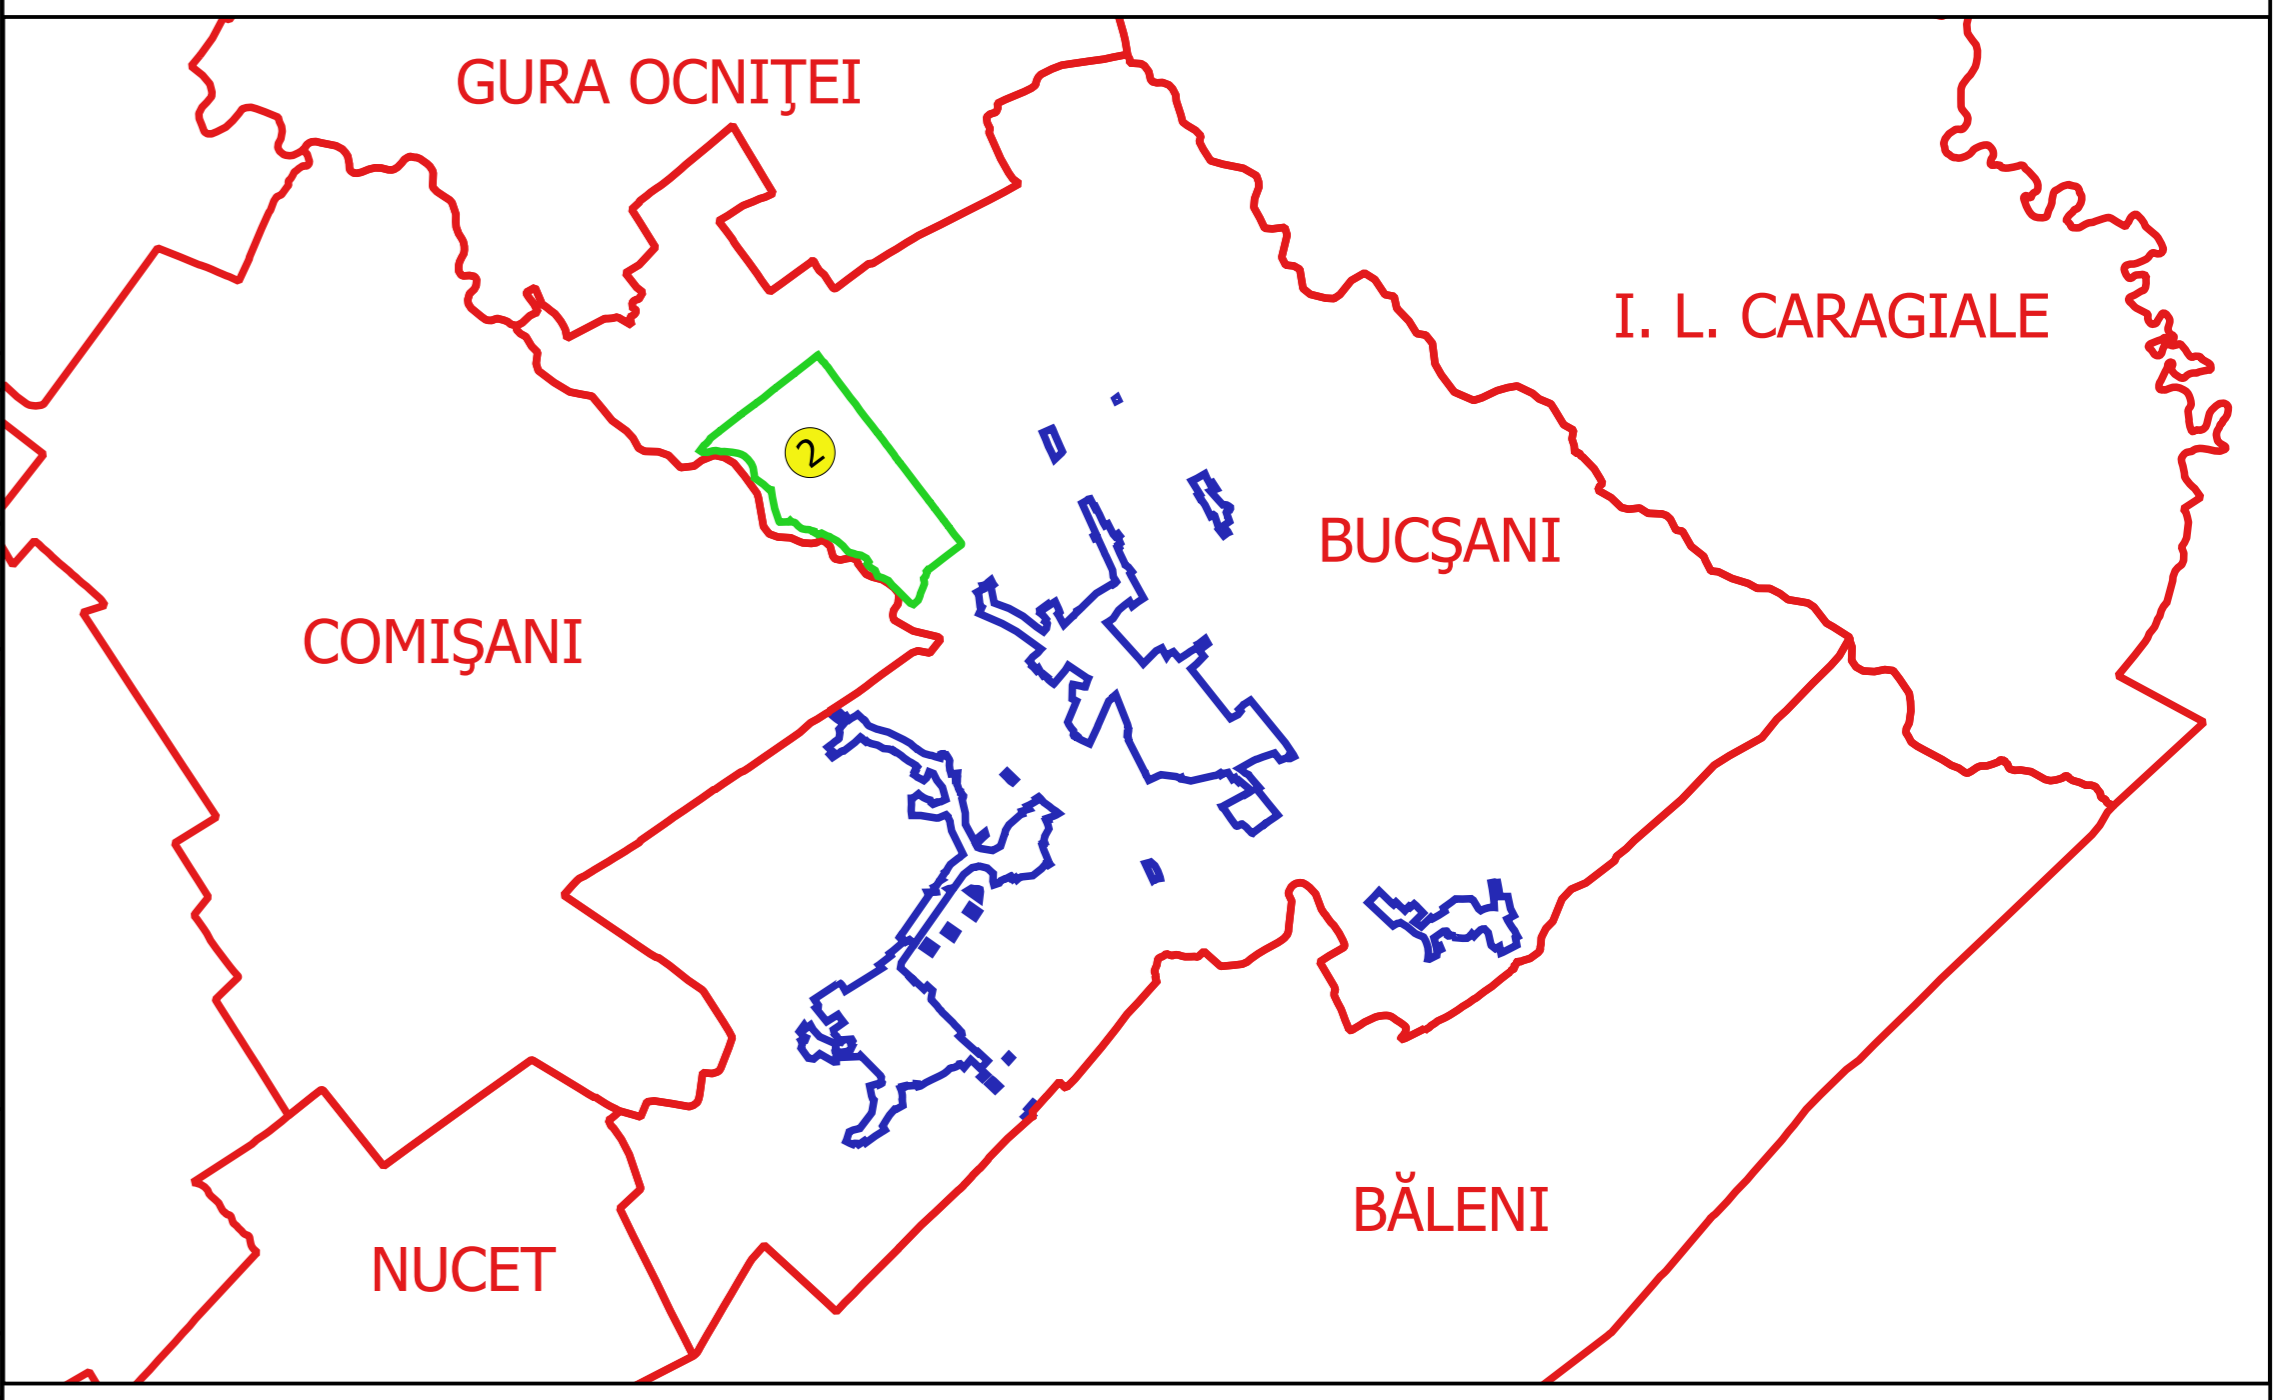 GURA OCNIŢEI
I. L. CARAGIALE
2
BUCŞANI
COMIŞANI
BĂLENI
NUCET